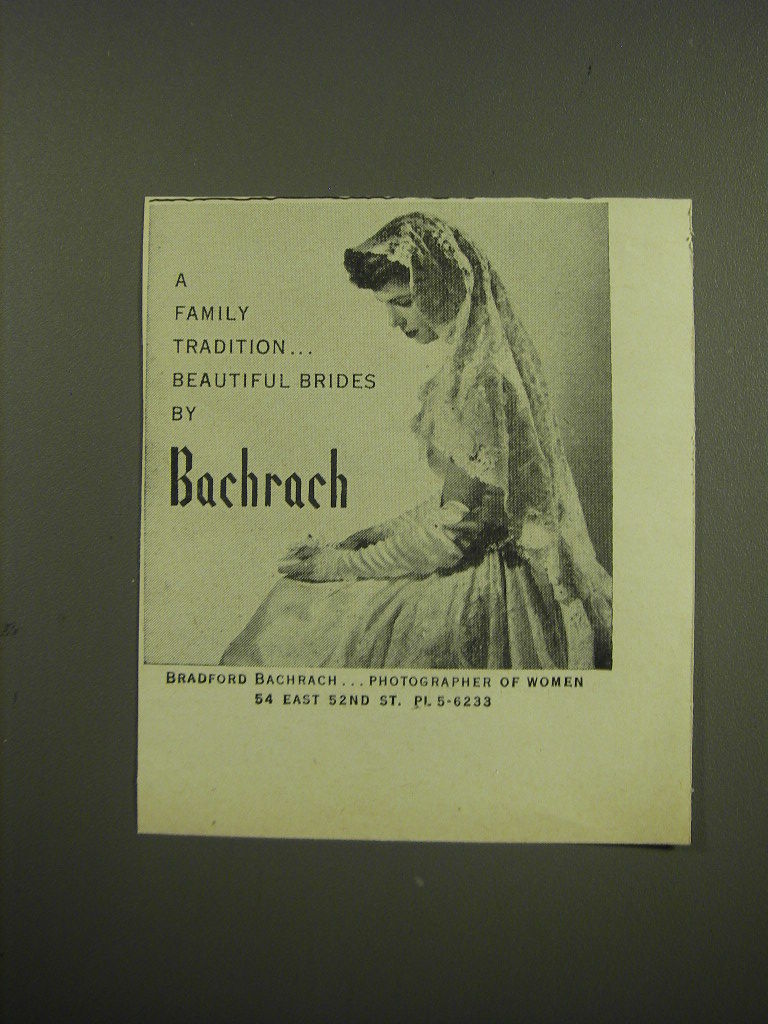 A
FAMILY
TRADITION...
BEAUTIFUL BRIDES
BY
Bachrach
BRADFORD BACHRACH... PHOTOGRAPHER OF WOMEN
54 EAST 52ND ST. PL 5-6233